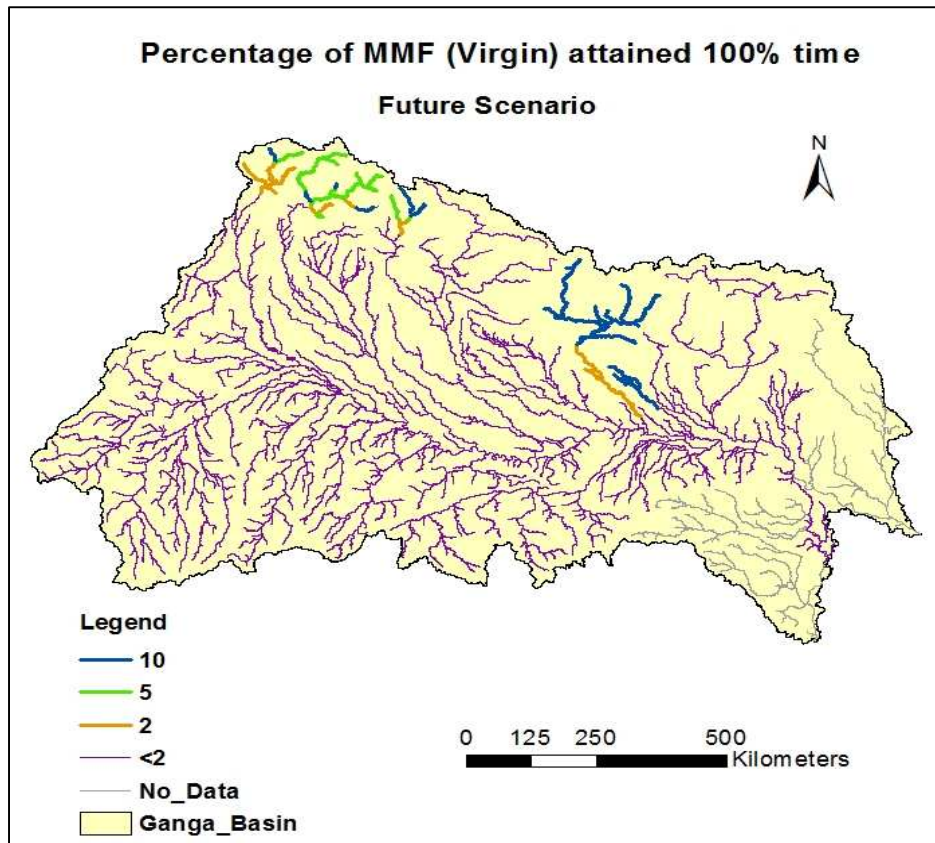 Percentage of MMF (Virgin) attained 100% time
Future Scenario
N
Legend
10
5
2
<2
No_Data
Ganga_Basin
0 125 250 500
Kilometers